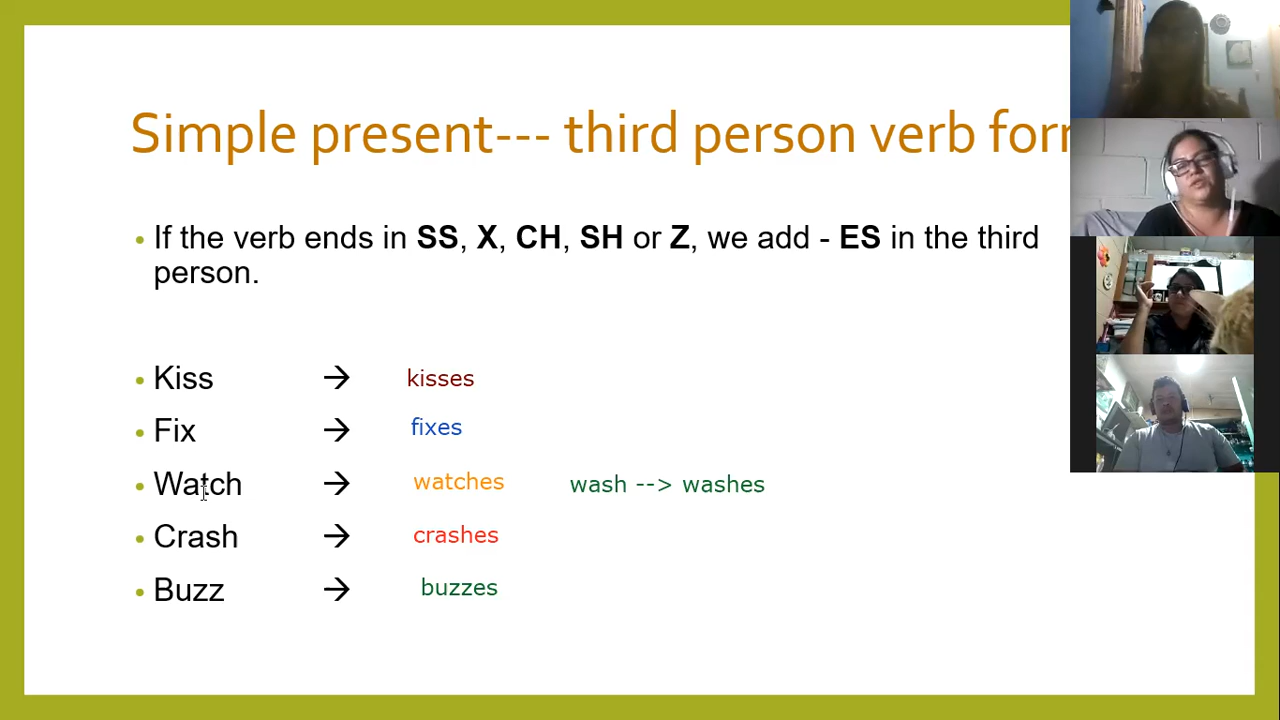 Simple present--- third person verb for
• If the verb ends in SS, X, CH, SH or Z, we add - ES in the third
person.
• Kiss → kisses
• Fix → fixes
• Watch → watches wash --> washes
• Crash → crashes
• Buzz → buzzes